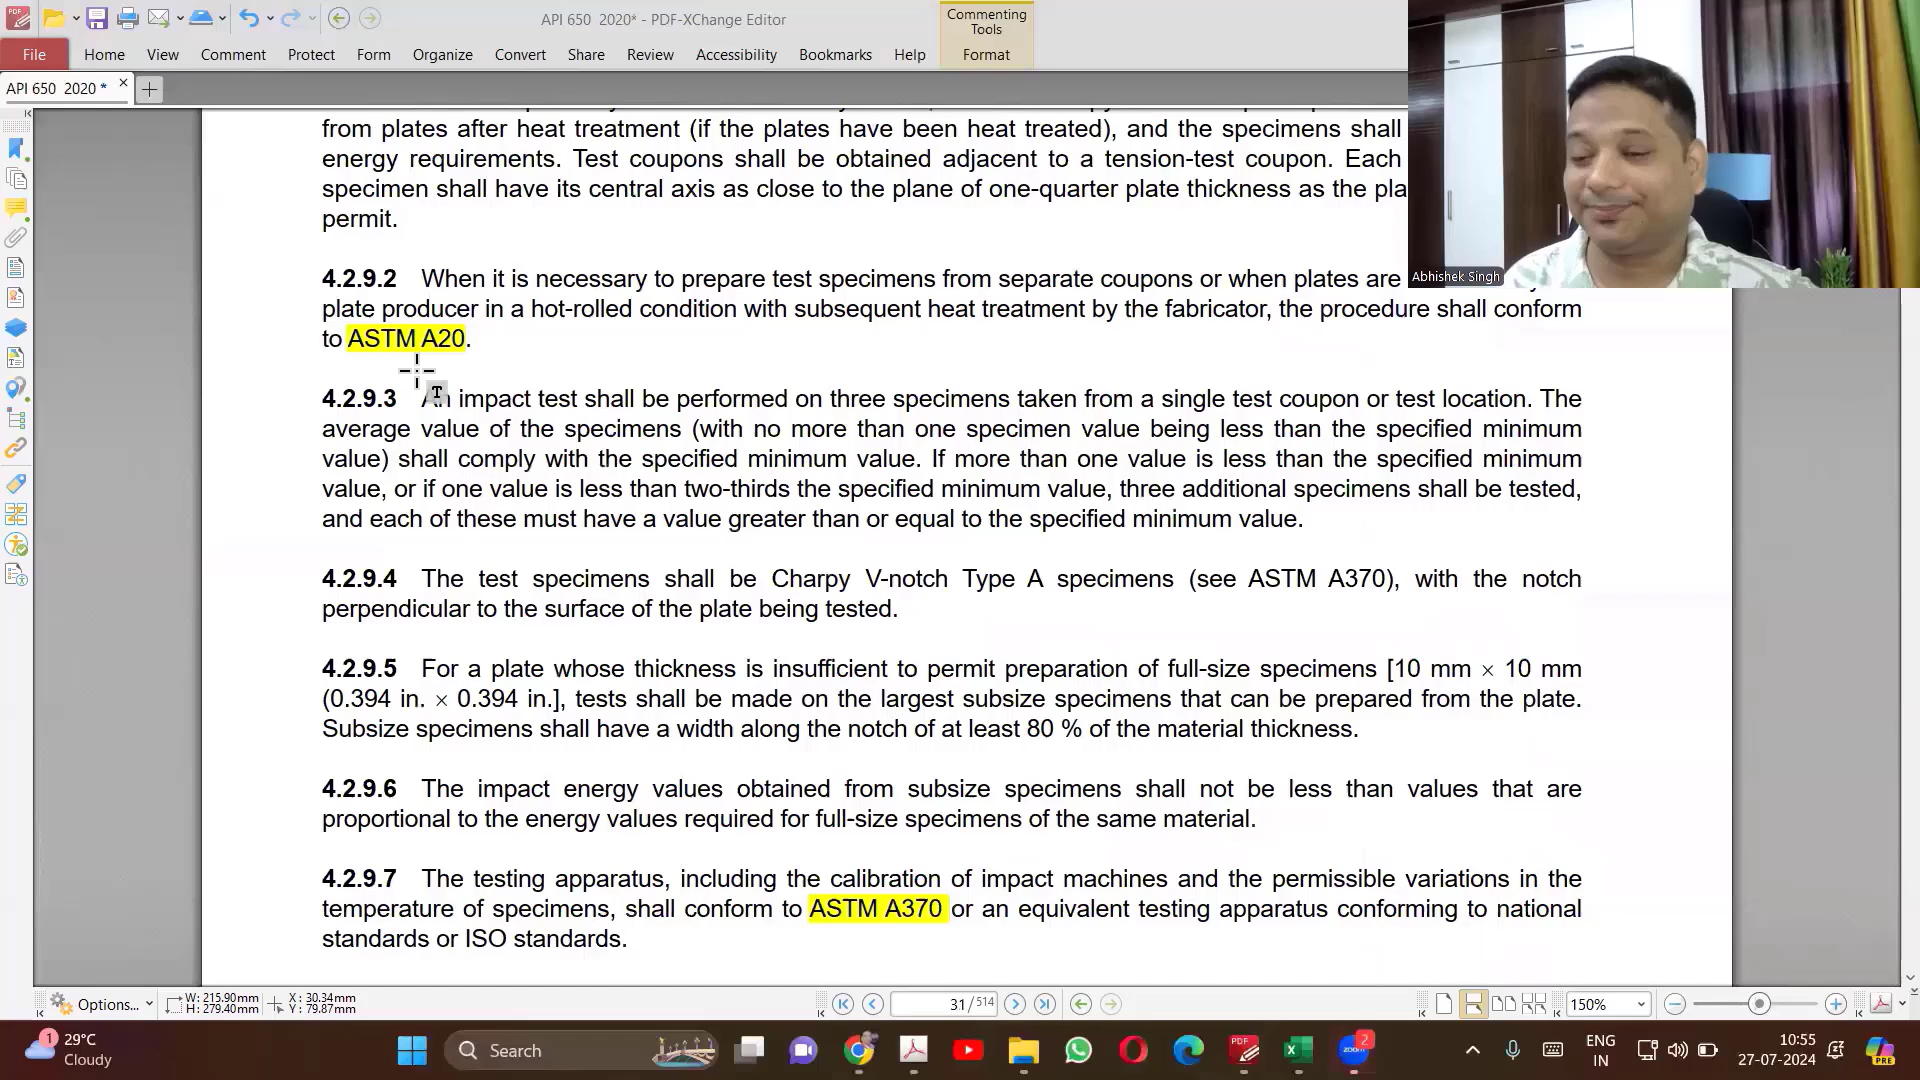 API 650 2020* - PDF-XChange Editor
Commenting Tools
File Home View Comment Protect Form Organize Convert Share Review Accessibility Bookmarks Help Format
API 650 2020 *
from plates after heat treatment (if the plates have been heat treated), and the specimens shall
energy requirements. Test coupons shall be obtained adjacent to a tension-test coupon. Each
specimen shall have its central axis as close to the plane of one-quarter plate thickness as the
permit.
4.2.9.2 When it is necessary to prepare test specimens from separate coupons or when plates are
plate producer in a hot-rolled condition with subsequent heat treatment by the fabricator, the procedure shall conform
to ASTM A20.
4.2.9.3 An impact test shall be performed on three specimens taken from a single test coupon or test location. The
average value of the specimens (with no more than one specimen value being less than the specified minimum
value) shall comply with the specified minimum value. If more than one value is less than the specified minimum
value, or if one value is less than two-thirds the specified minimum value, three additional specimens shall be tested,
and each of these must have a value greater than or equal to the specified minimum value.
4.2.9.4 The test specimens shall be Charpy V-notch Type A specimens (see ASTM A370), with the notch
perpendicular to the surface of the plate being tested.
4.2.9.5 For a plate whose thickness is insufficient to permit preparation of full-size specimens [10 mm × 10 mm
(0.394 in. × 0.394 in.], tests shall be made on the largest subsize specimens that can be prepared from the plate.
Subsize specimens shall have a width along the notch of at least 80 % of the material thickness.
4.2.9.6 The impact energy values obtained from subsize specimens shall not be less than values that are
proportional to the energy values required for full-size specimens of the same material.
4.2.9.7 The testing apparatus, including the calibration of impact machines and the permissible variations in the
temperature of specimens, shall conform to ASTM A370 or an equivalent testing apparatus conforming to national
standards or ISO standards.
Abhishek Singh
Options... W: 215.90mm X: 30.34mm 31 / 514 150%
H: 279.40mm Y: 79.87mm
1 29°C Search 2 ENG 10:55
Cloudy IN 27-07-2024